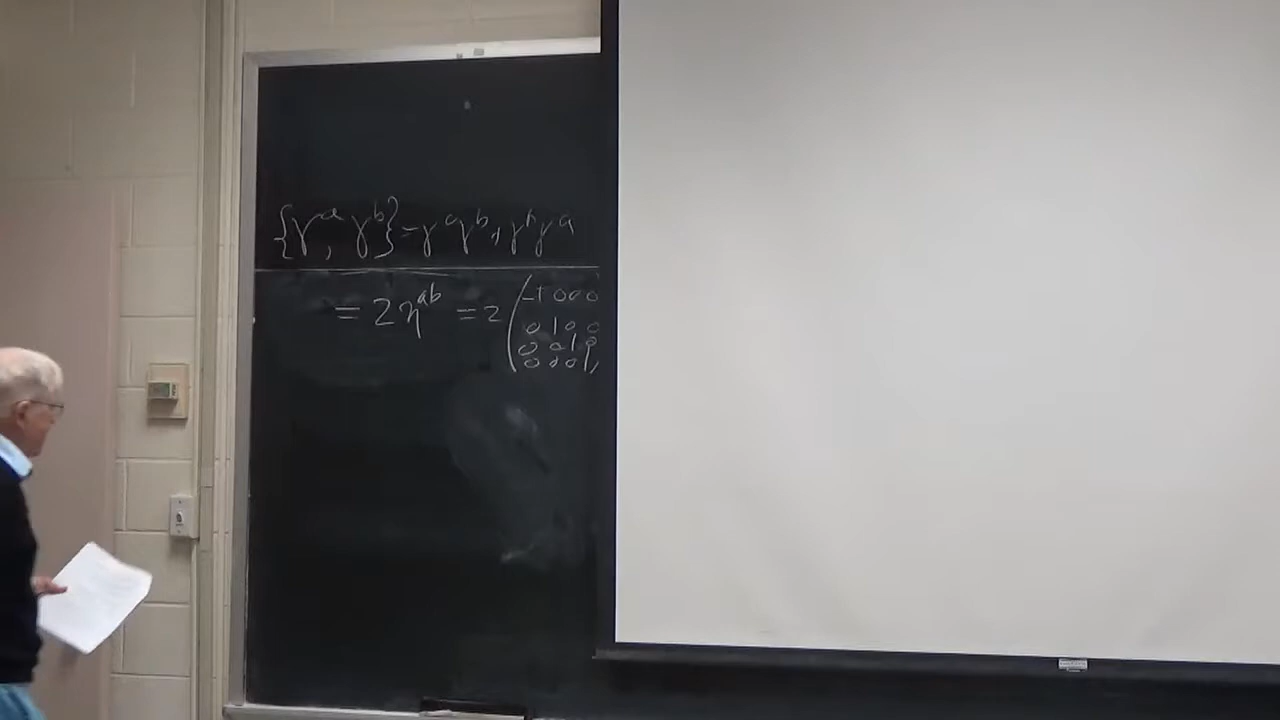 {γ^a, γ^b} = γ^a γ^b + γ^b γ^a
= 2η^{ab} = 2 ( -1 0 0 0
0 1 0 0
0 0 1 0
0 0 0 1 )